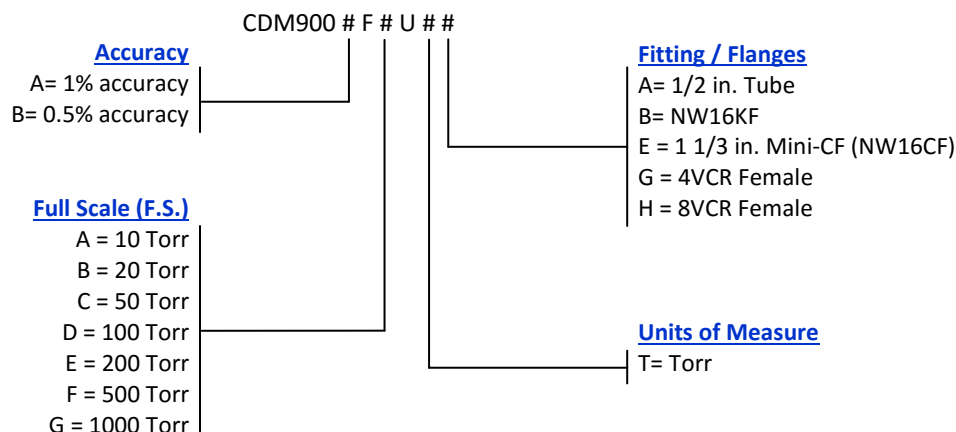 CDM900 # F # U # #
Accuracy
A= 1% accuracy
B= 0.5% accuracy
Full Scale (F.S.)
A = 10 Torr
B = 20 Torr
C = 50 Torr
D = 100 Torr
E = 200 Torr
F = 500 Torr
G = 1000 Torr
Fitting / Flanges
A= 1/2 in. Tube
B= NW16KF
E = 1 1/3 in. Mini-CF (NW16CF)
G = 4VCR Female
H = 8VCR Female
Units of Measure
T= Torr